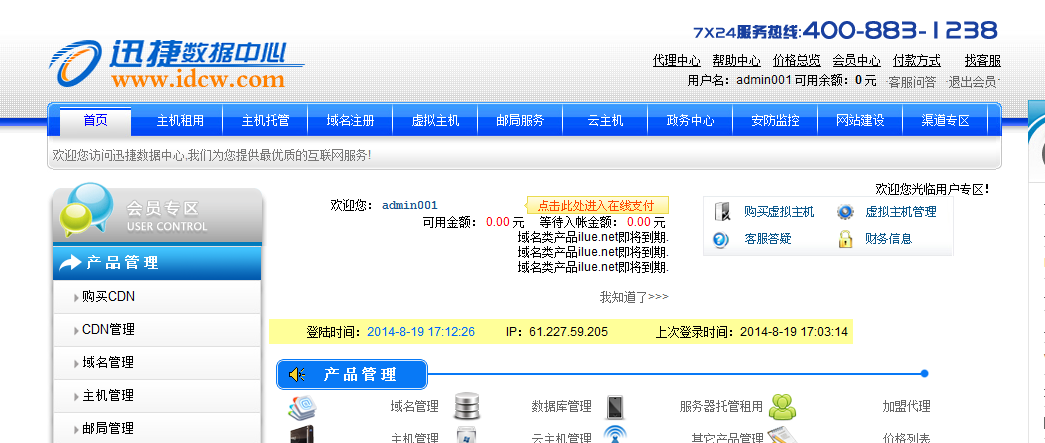 7X24服务热线:400-883-1238
迅捷数据中心
www.idcw.com
代理中心 帮助中心 价格总览 会员中心 付款方式 找客服
用户名：admin001 可用余额：0 元 ·客服问答 ·退出会员·
首页 主机租用 主机托管 域名注册 虚拟主机 邮局服务 云主机 政务中心 安防监控 网站建设 渠道专区
欢迎您访问迅捷数据中心,我们为您提供最优质的互联网服务!
欢迎您光临用户专区!
会员专区
USER CONTROL
产品管理
购买CDN
CDN管理
域名管理
主机管理
邮局管理
欢迎您：admin001 点击此处进入在线支付
可用金额：0.00 元 等待入帐金额：0.00 元
域名类产品ilue.net即将到期.
域名类产品ilue.net即将到期.
域名类产品ilue.net即将到期.
我知道了>>>
购买虚拟主机 虚拟主机管理
客服答疑 财务信息
登陆时间：2014-8-19 17:12:26 IP：61.227.59.205 上次登录时间：2014-8-19 17:03:14
产品管理
域名管理 数据库管理 服务器托管租用 加盟代理
主机管理 云主机管理 其它产品管理 价格列表